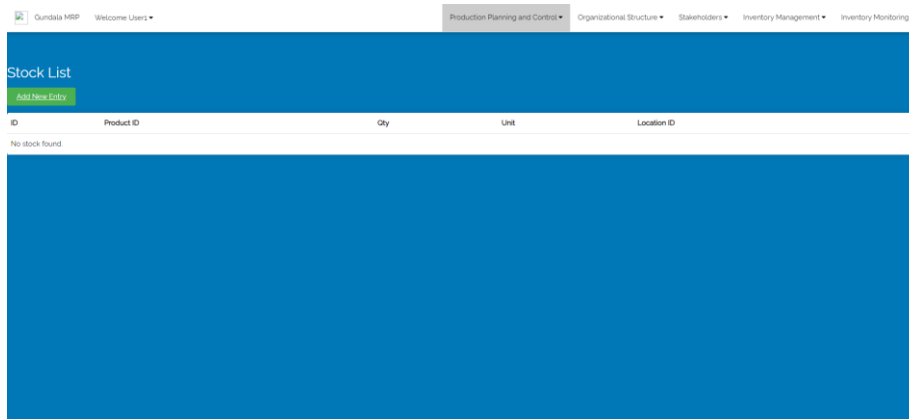 Gundala MRP Welcome User1 Production Planning and Control Organizational Structure Stakeholders Inventory Management Inventory Monitoring
Stock List
Add New Entry
ID Product ID Qty Unit Location ID
No stock found.